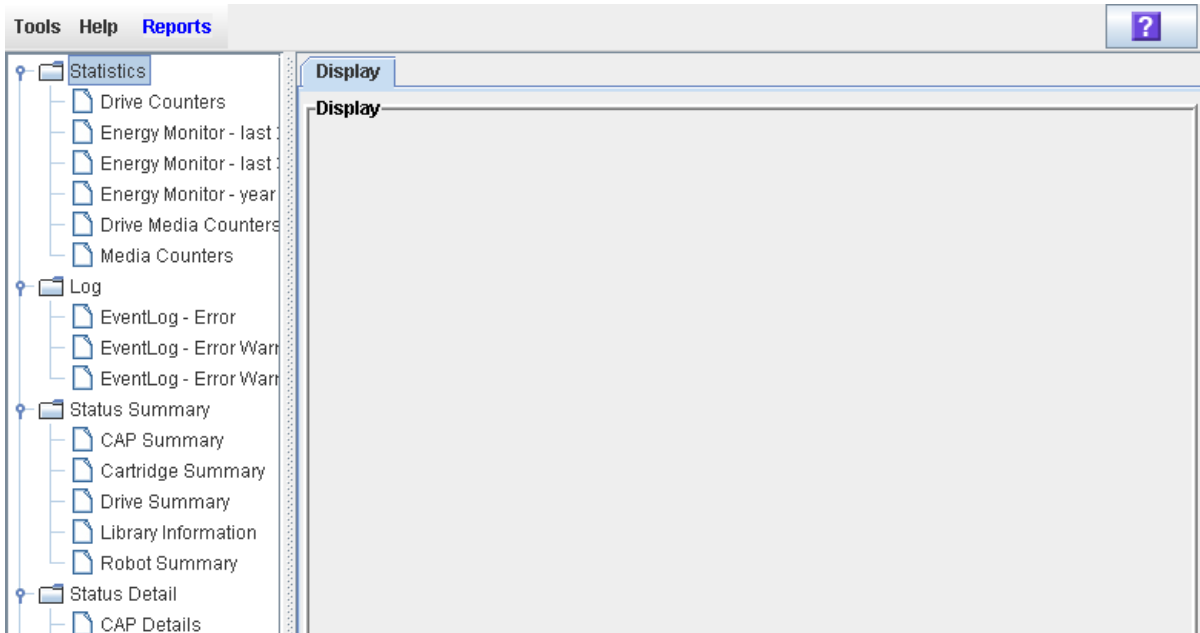 Tools Help Reports
?
Statistics
Drive Counters
Energy Monitor - last
Energy Monitor - last
Energy Monitor - year
Drive Media Counters
Media Counters
Log
EventLog - Error
EventLog - Error Warr
EventLog - Error Warr
Status Summary
CAP Summary
Cartridge Summary
Drive Summary
Library Information
Robot Summary
Status Detail
CAP Details
Display
Display